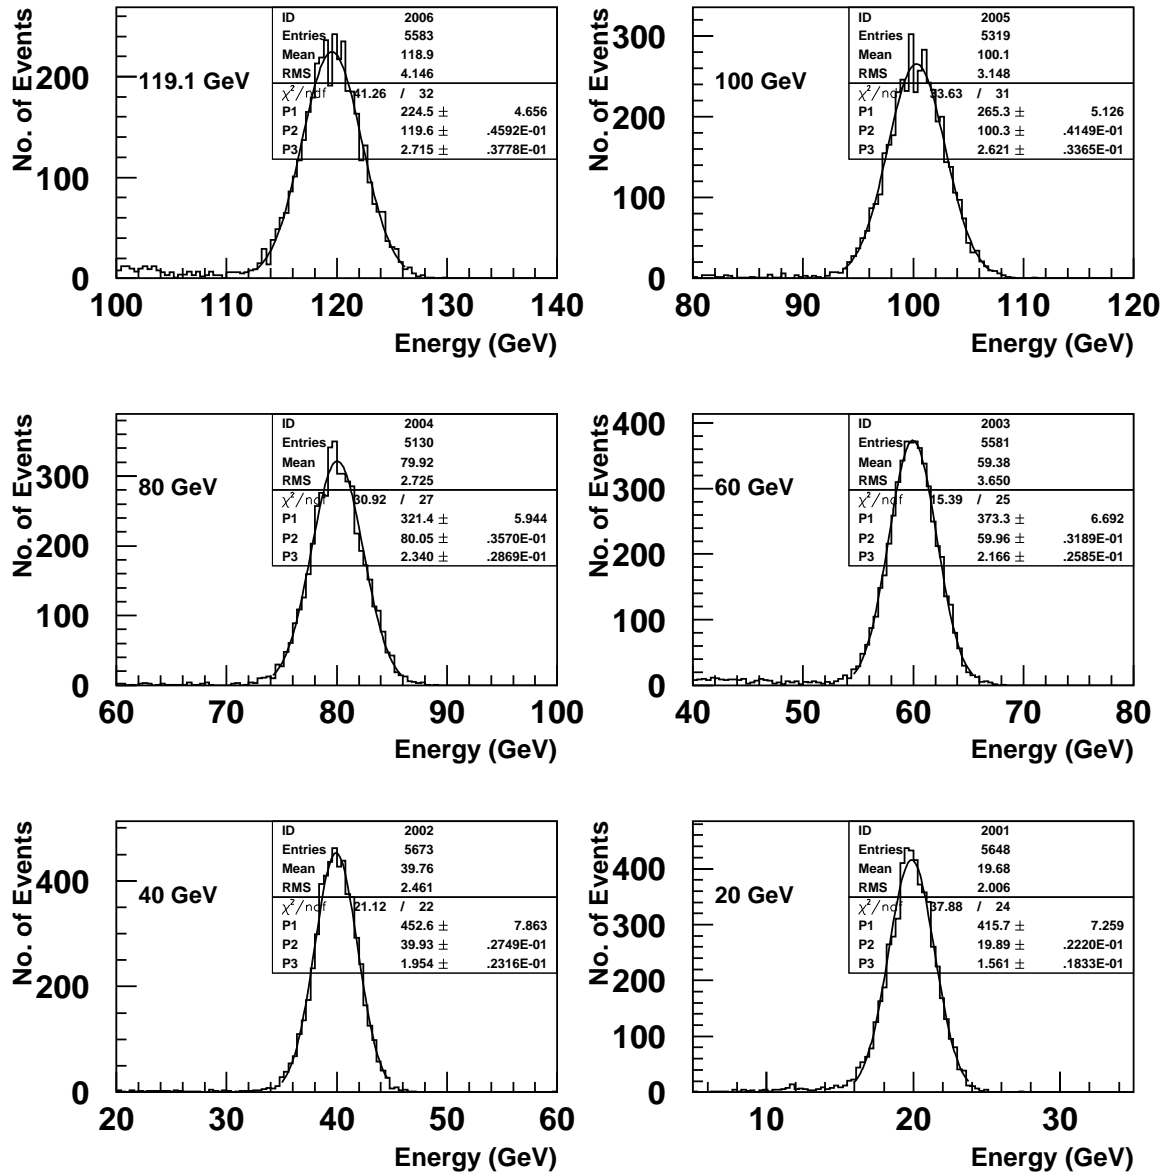 No. of Events
119.1 GeV
ID 2006
Entries 5583
Mean 118.9
RMS 4.146
χ²/ndf 41.26 / 32
P1 224.5 ± 4.656
P2 119.6 ± .4592E-01
P3 2.715 ± .3778E-01
200
100
0
100 110 120 130 140
Energy (GeV)
No. of Events
100 GeV
ID 2005
Entries 5319
Mean 100.1
RMS 3.148
χ²/ndf 33.63 / 31
P1 265.3 ± 5.126
P2 100.3 ± .4149E-01
P3 2.621 ± .3365E-01
300
200
100
0
80 90 100 110 120
Energy (GeV)
No. of Events
80 GeV
ID 2004
Entries 5130
Mean 79.92
RMS 2.725
χ²/ndf 30.92 / 27
P1 321.4 ± 5.944
P2 80.05 ± .3570E-01
P3 2.340 ± .2869E-01
300
200
100
0
60 70 80 90 100
Energy (GeV)
No. of Events
60 GeV
ID 2003
Entries 5581
Mean 59.38
RMS 3.650
χ²/ndf 15.39 / 25
P1 373.3 ± 6.692
P2 59.96 ± .3189E-01
P3 2.166 ± .2585E-01
400
300
200
100
0
40 50 60 70 80
Energy (GeV)
No. of Events
40 GeV
ID 2002
Entries 5673
Mean 39.76
RMS 2.461
χ²/ndf 21.12 / 22
P1 452.6 ± 7.863
P2 39.93 ± .2749E-01
P3 1.954 ± .2316E-01
400
200
0
20 30 40 50 60
Energy (GeV)
No. of Events
20 GeV
ID 2001
Entries 5648
Mean 19.68
RMS 2.006
χ²/ndf 37.88 / 24
P1 415.7 ± 7.259
P2 19.89 ± .2220E-01
P3 1.561 ± .1833E-01
400
300
200
100
0
10 20 30
Energy (GeV)